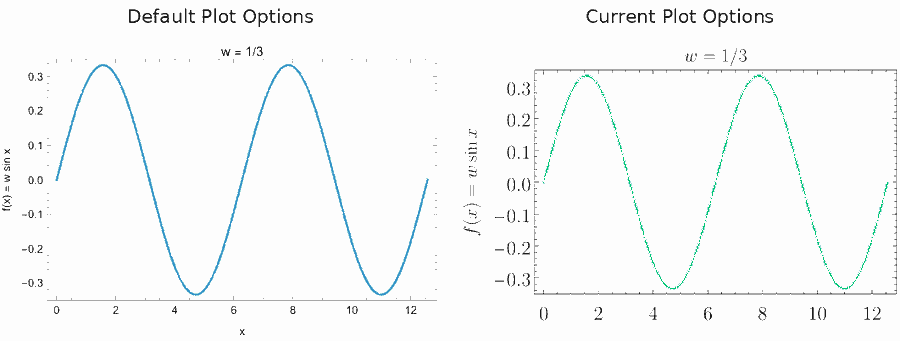 Default Plot Options
w = 1/3
f(x) = w sin x
0.3
0.2
0.1
0.0
−0.1
−0.2
−0.3
0 2 4 6 8 10 12
x
Current Plot Options
w = 1/3
f(x) = w sin x
0.3
0.2
0.1
0.0
−0.1
−0.2
−0.3
0 2 4 6 8 10 12